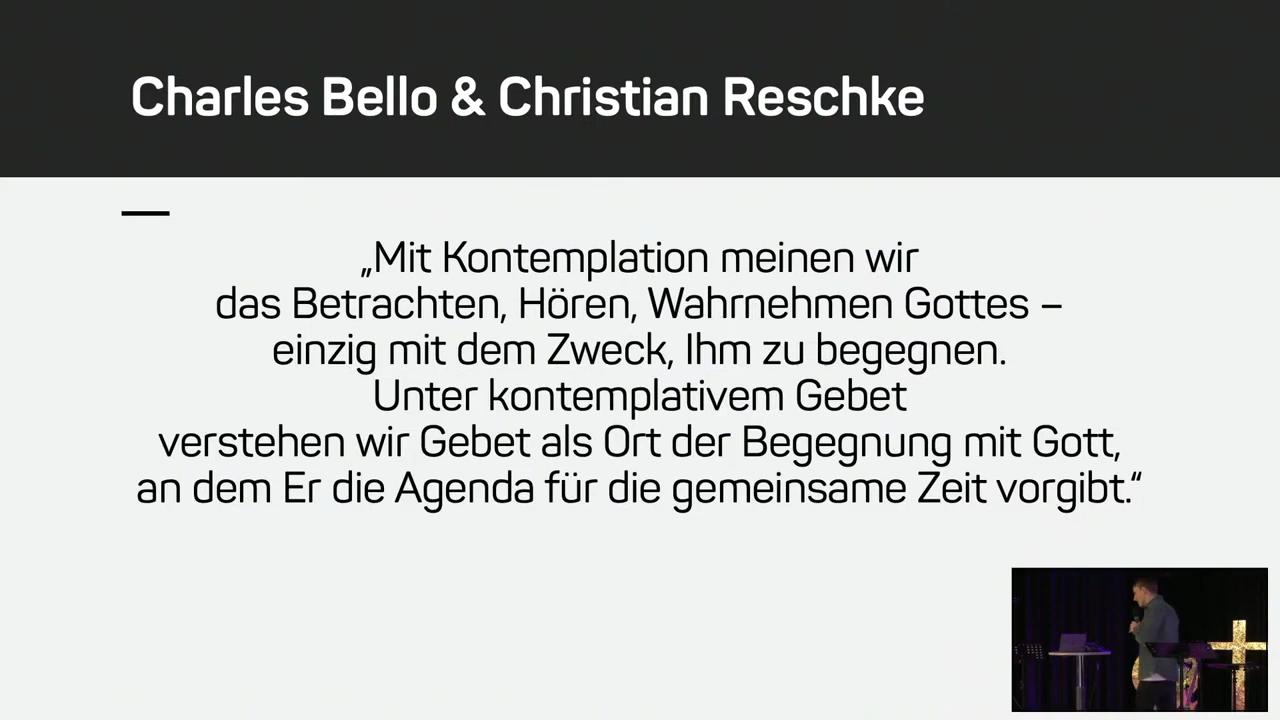 Charles Bello & Christian Reschke
„Mit Kontemplation meinen wir
das Betrachten, Hören, Wahrnehmen Gottes –
einzig mit dem Zweck, Ihm zu begegnen.
Unter kontemplativem Gebet
verstehen wir Gebet als Ort der Begegnung mit Gott,
an dem Er die Agenda für die gemeinsame Zeit vorgibt.“